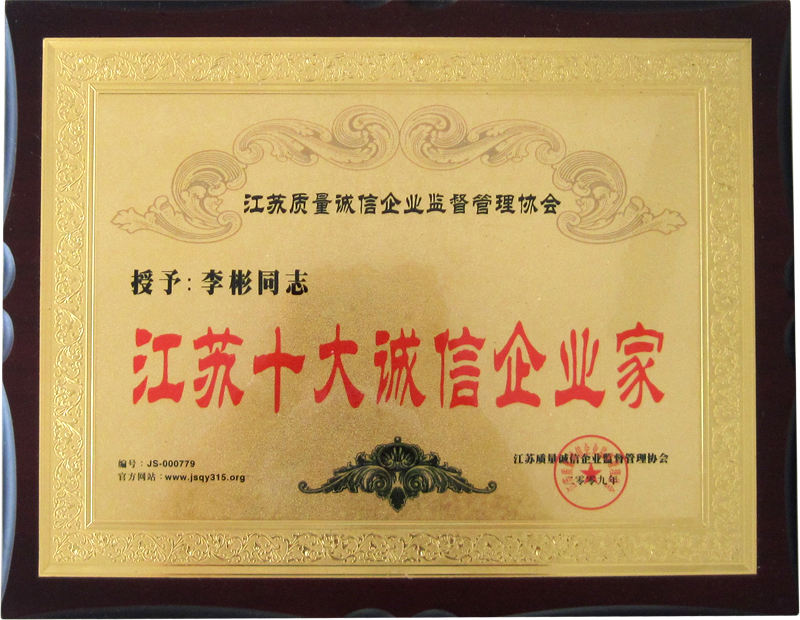 江苏质量诚信企业监督管理协会
授予:李彬同志
江苏十大诚信企业家
编号：JS-000779
官方网站：www.jsqy315.org
江苏质量诚信企业监督管理协会
二零零九年